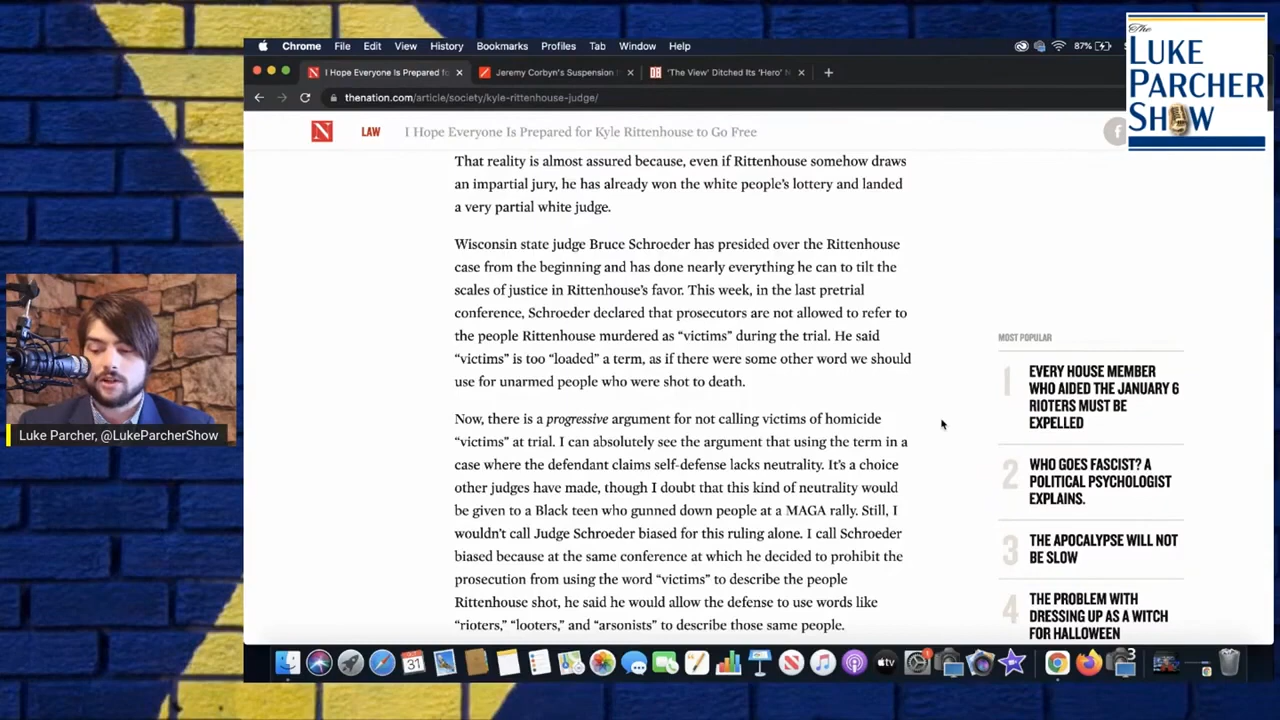 The
LUKE
PARCHER
SHOW
Chrome File Edit View History Bookmarks Profiles Tab Window Help
87%
I Hope Everyone Is Prepared fo
Jeremy Corbyn's Suspension
'The View' Ditched Its 'Hero'
thenation.com/article/society/kyle-rittenhouse-judge/
N LAW I Hope Everyone Is Prepared for Kyle Rittenhouse to Go Free
That reality is almost assured because, even if Rittenhouse somehow draws
an impartial jury, he has already won the white people's lottery and landed
a very partial white judge.
Wisconsin state judge Bruce Schroeder has presided over the Rittenhouse
case from the beginning and has done nearly everything he can to tilt the
scales of justice in Rittenhouse's favor. This week, in the last pretrial
conference, Schroeder declared that prosecutors are not allowed to refer to
the people Rittenhouse murdered as “victims” during the trial. He said
“victims” is too “loaded” a term, as if there were some other word we should
use for unarmed people who were shot to death.
Now, there is a progressive argument for not calling victims of homicide
“victims” at trial. I can absolutely see the argument that using the term in a
case where the defendant claims self-defense lacks neutrality. It's a choice
other judges have made, though I doubt that this kind of neutrality would
be given to a Black teen who gunned down people at a MAGA rally. Still, I
wouldn't call Judge Schroeder biased for this ruling alone. I call Schroeder
biased because at the same conference at which he decided to prohibit the
prosecution from using the word “victims” to describe the people
Rittenhouse shot, he said he would allow the defense to use words like
“rioters,” “looters,” and “arsonists” to describe those same people.
MOST POPULAR
1 EVERY HOUSE MEMBER
WHO AIDED THE JANUARY 6
RIOTERS MUST BE
EXPELLED
2 WHO GOES FASCIST? A
POLITICAL PSYCHOLOGIST
EXPLAINS.
3 THE APOCALYPSE WILL NOT
BE SLOW
4 THE PROBLEM WITH
DRESSING UP AS A WITCH
FOR HALLOWEEN
Luke Parcher, @LukeParcherShow
OCT
31
tv
1
3